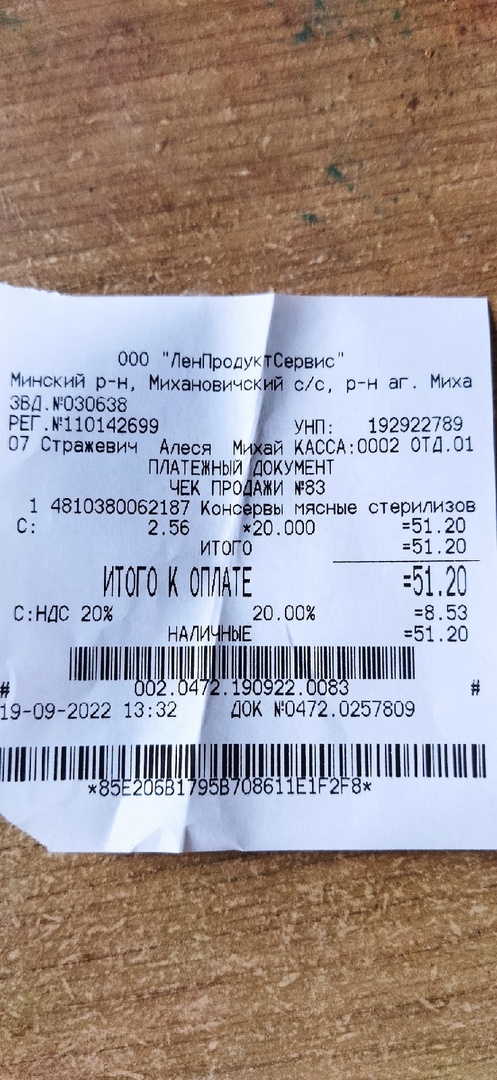 ООО "ЛенПродуктСервис"
Минский р-н, Михановичский с/с, р-н аг. Миха
ЗВД.№030638
РЕГ.№110142699 УНП: 192922789
07 Стражевич Алеся Михай КАССА:0002 ОТД.01
ПЛАТЕЖНЫЙ ДОКУМЕНТ
ЧЕК ПРОДАЖИ №83
1 4810380062187 Консервы мясные стерилизов
С: 2.56 *20.000 =51.20
ИТОГО =51.20
ИТОГО К ОПЛАТЕ =51.20
С:НДС 20% 20.00% =8.53
НАЛИЧНЫЕ =51.20
# 002.0472.190922.0083 #
19-09-2022 13:32 ДОК №0472.0257809
*85E206B1795B708611E1F2F8*